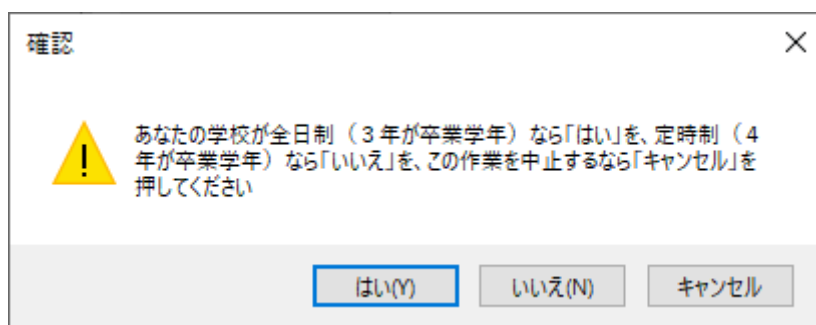 確認
あなたの学校が全日制（３年が卒業学年）なら「はい」を、定時制（４
年が卒業学年）なら「いいえ」を、この作業を中止するなら「キャンセル」を
押してください
はい(Y)
いいえ(N)
キャンセル